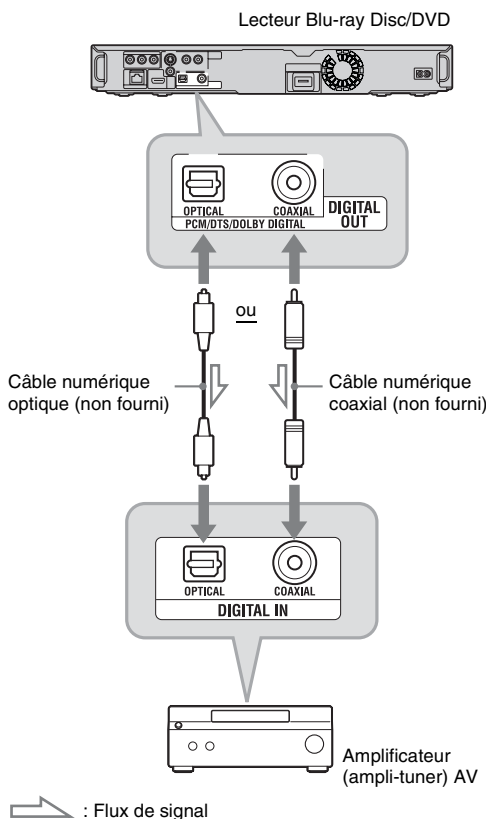 Lecteur Blu-ray Disc/DVD
OPTICAL
COAXIAL
PCM/DTS/DOLBY DIGITAL
DIGITAL
OUT
ou
Câble numérique
optique (non fourni)
Câble numérique
coaxial (non fourni)
OPTICAL
COAXIAL
DIGITAL IN
Amplificateur
(ampli-tuner) AV
: Flux de signal